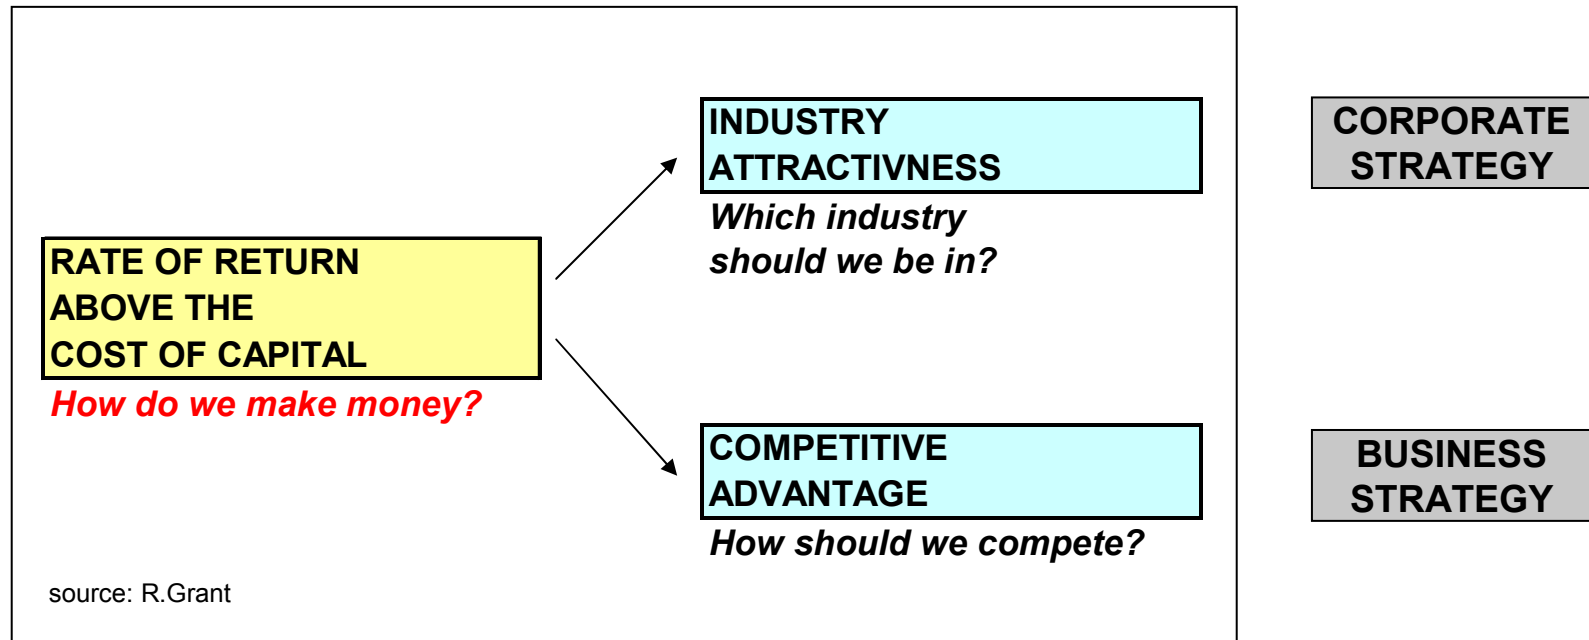 RATE OF RETURN
ABOVE THE
COST OF CAPITAL
How do we make money?
INDUSTRY
ATTRACTIVNESS
Which industry
should we be in?
COMPETITIVE
ADVANTAGE
How should we compete?
CORPORATE
STRATEGY
BUSINESS
STRATEGY
source: R.Grant